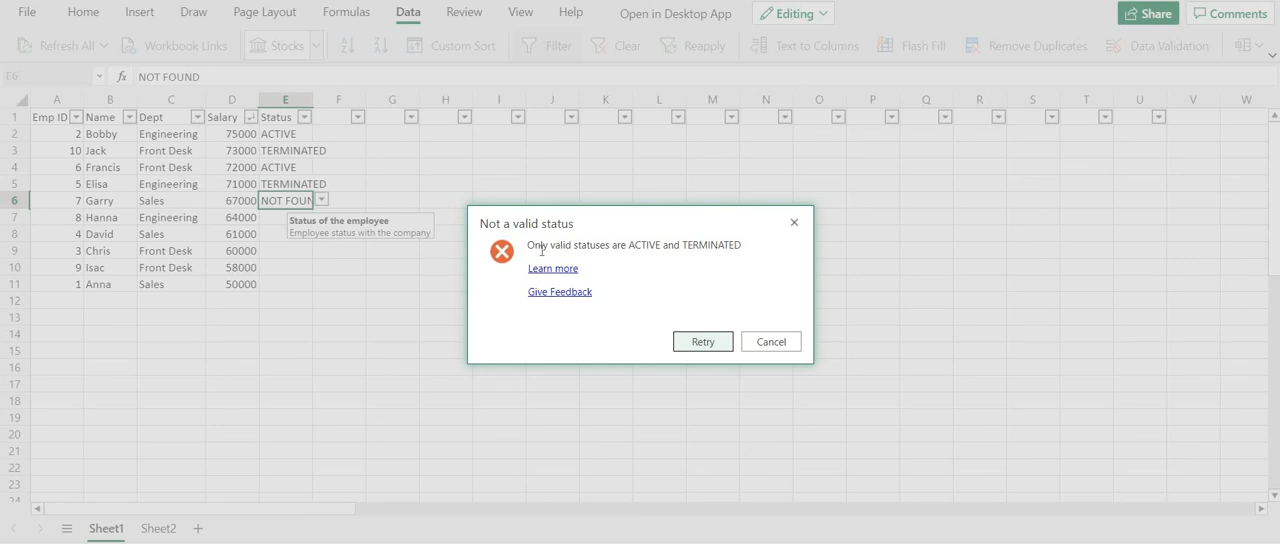 File Home Insert Draw Page Layout Formulas Data Review View Help Open in Desktop App Editing Share Comments
Refresh All Workbook Links Stocks Custom Sort Filter Clear Reapply Text to Columns Flash Fill Remove Duplicates Data Validation
E6 fx NOT FOUND
A B C D E F G H I J K L M N O P Q R S T U V W
1 Emp ID Name Dept Salary Status
2 2 Bobby Engineering 75000 ACTIVE
3 10 Jack Front Desk 73000 TERMINATED
4 6 Francis Front Desk 72000 ACTIVE
5 5 Elisa Engineering 71000 TERMINATED
6 7 Garry Sales 67000 NOT FOUN
7 8 Hanna Engineering 64000
8 4 David Sales 61000
9 3 Chris Front Desk 60000
10 9 Isac Front Desk 58000
11 1 Anna Sales 50000
12
13
14
15
16
17
18
19
20
21
22
23
24
Status of the employee
Employee status with the company
Not a valid status
Only valid statuses are ACTIVE and TERMINATED
Learn more
Give Feedback
Retry Cancel
Sheet1 Sheet2